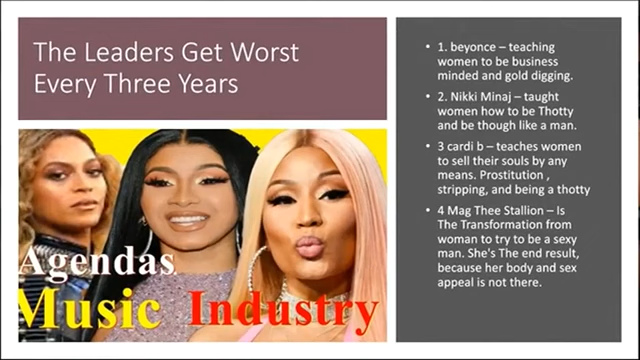 The Leaders Get Worst
Every Three Years
Agendas
Music Industry
• 1. beyonce – teaching
women to be business
minded and gold digging.
• 2. Nikki Minaj – taught
women how to be Thotty
and be though like a man.
• 3 cardi b – teaches women
to sell their souls by any
means. Prostitution ,
stripping, and being a thotty
• 4 Mag Thee Stallion – Is
The Transformation from
woman to try to be a sexy
man. She's The end result,
because her body and sex
appeal is not there.